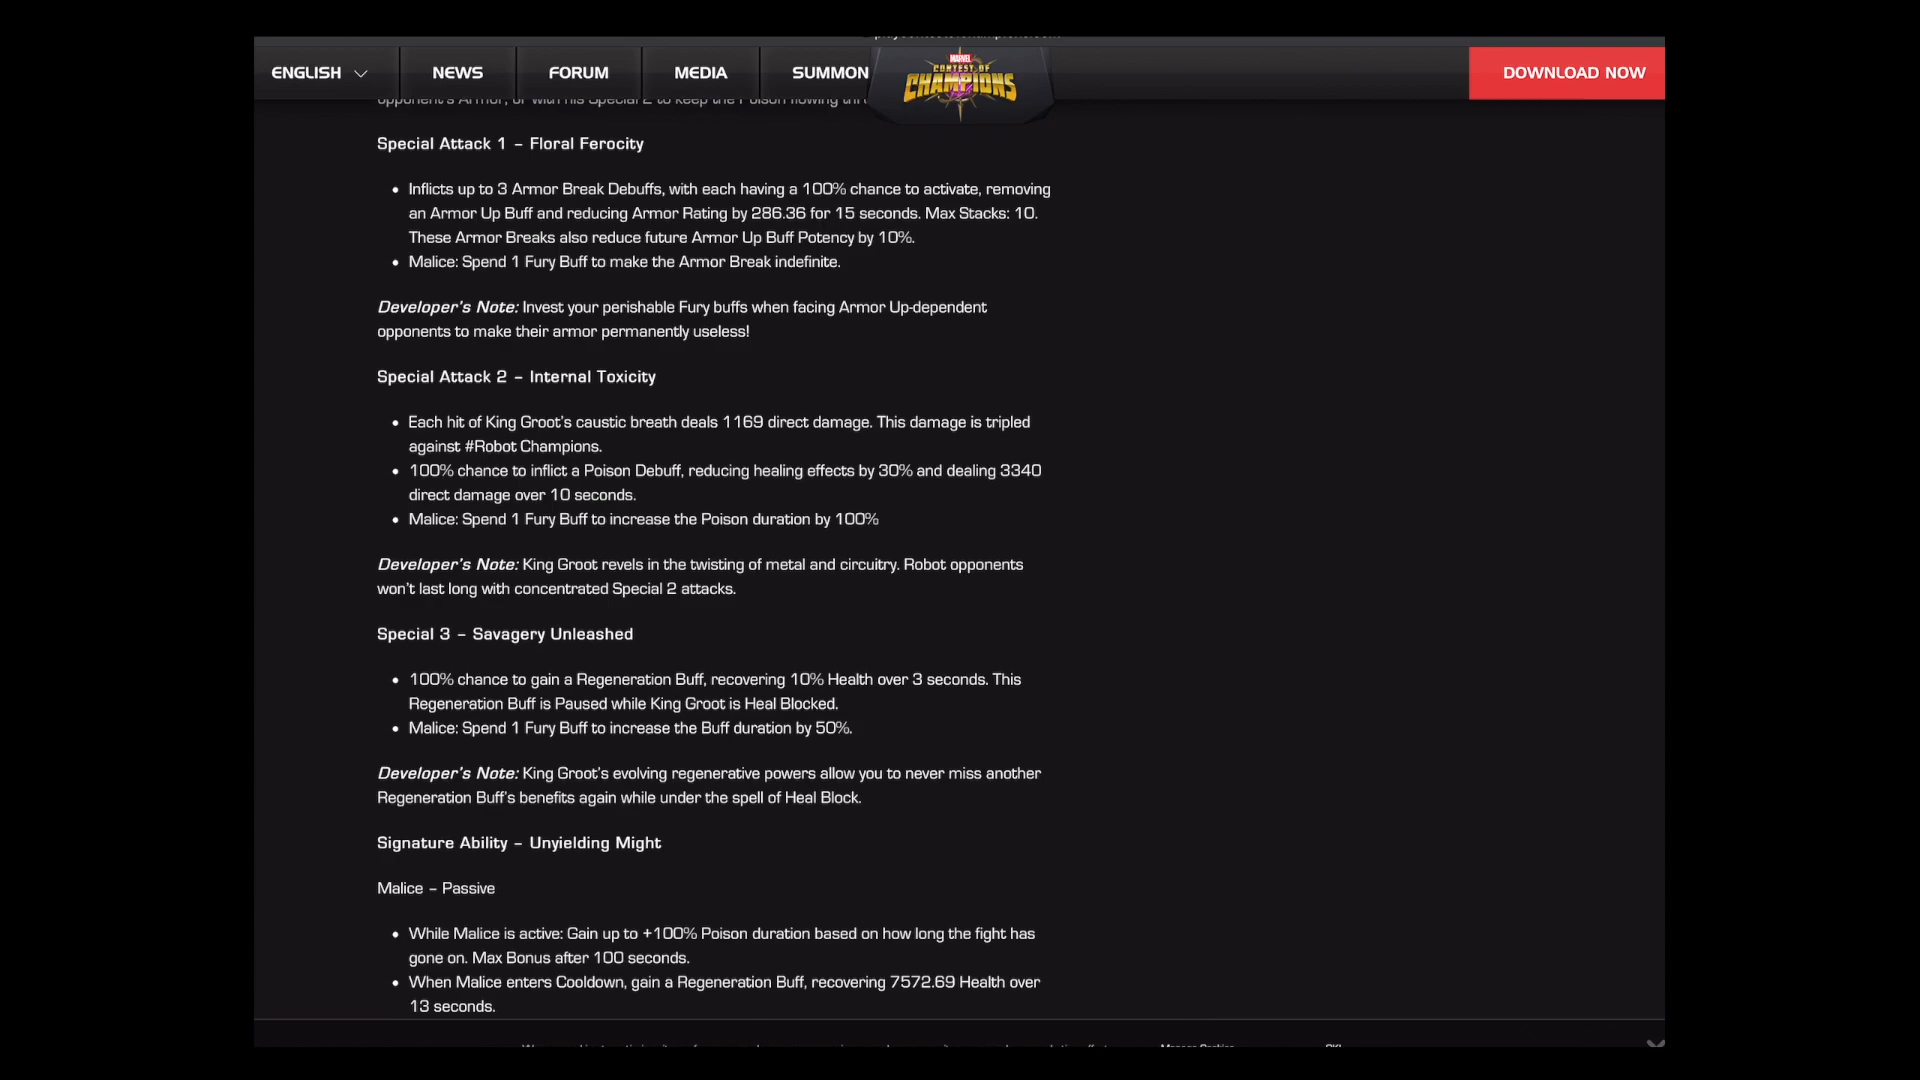 ENGLISH
NEWS
FORUM
MEDIA
SUMMON
MARVEL
CONTEST OF
CHAMPIONS
DOWNLOAD NOW
opponent's Armor, or with his Special 2 to keep the Poison flowing
Special Attack 1 – Floral Ferocity
• Inflicts up to 3 Armor Break Debuffs, with each having a 100% chance to activate, removing
an Armor Up Buff and reducing Armor Rating by 286.36 for 15 seconds. Max Stacks: 10.
These Armor Breaks also reduce future Armor Up Buff Potency by 10%.
• Malice: Spend 1 Fury Buff to make the Armor Break indefinite.
Developer's Note: Invest your perishable Fury buffs when facing Armor Up-dependent
opponents to make their armor permanently useless!
Special Attack 2 – Internal Toxicity
• Each hit of King Groot's caustic breath deals 1169 direct damage. This damage is tripled
against #Robot Champions.
• 100% chance to inflict a Poison Debuff, reducing healing effects by 30% and dealing 3340
direct damage over 10 seconds.
• Malice: Spend 1 Fury Buff to increase the Poison duration by 100%
Developer's Note: King Groot revels in the twisting of metal and circuitry. Robot opponents
won't last long with concentrated Special 2 attacks.
Special 3 – Savagery Unleashed
• 100% chance to gain a Regeneration Buff, recovering 10% Health over 3 seconds. This
Regeneration Buff is Paused while King Groot is Heal Blocked.
• Malice: Spend 1 Fury Buff to increase the Buff duration by 50%.
Developer's Note: King Groot's evolving regenerative powers allow you to never miss another
Regeneration Buff's benefits again while under the spell of Heal Block.
Signature Ability – Unyielding Might
Malice – Passive
• While Malice is active: Gain up to +100% Poison duration based on how long the fight has
gone on. Max Bonus after 100 seconds.
• When Malice enters Cooldown, gain a Regeneration Buff, recovering 7572.69 Health over
13 seconds.